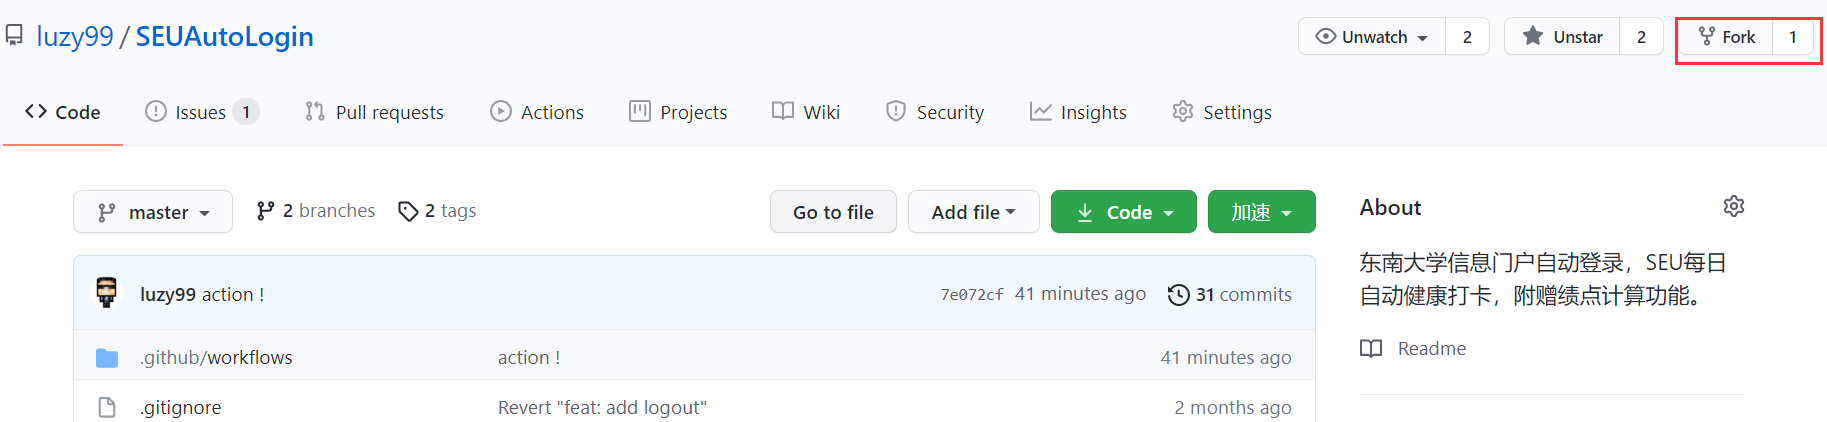 luzy99 / SEUAutoLogin
Unwatch 2 Unstar 2 Fork 1
Code Issues 1 Pull requests Actions Projects Wiki Security Insights Settings
master 2 branches 2 tags Go to file Add file Code 加速
About
东南大学信息门户自动登录，SEU每日
自动健康打卡，附赠绩点计算功能。
Readme
luzy99 action ! 7e072cf 41 minutes ago 31 commits
.github/workflows action ! 41 minutes ago
.gitignore Revert "feat: add logout" 2 months ago